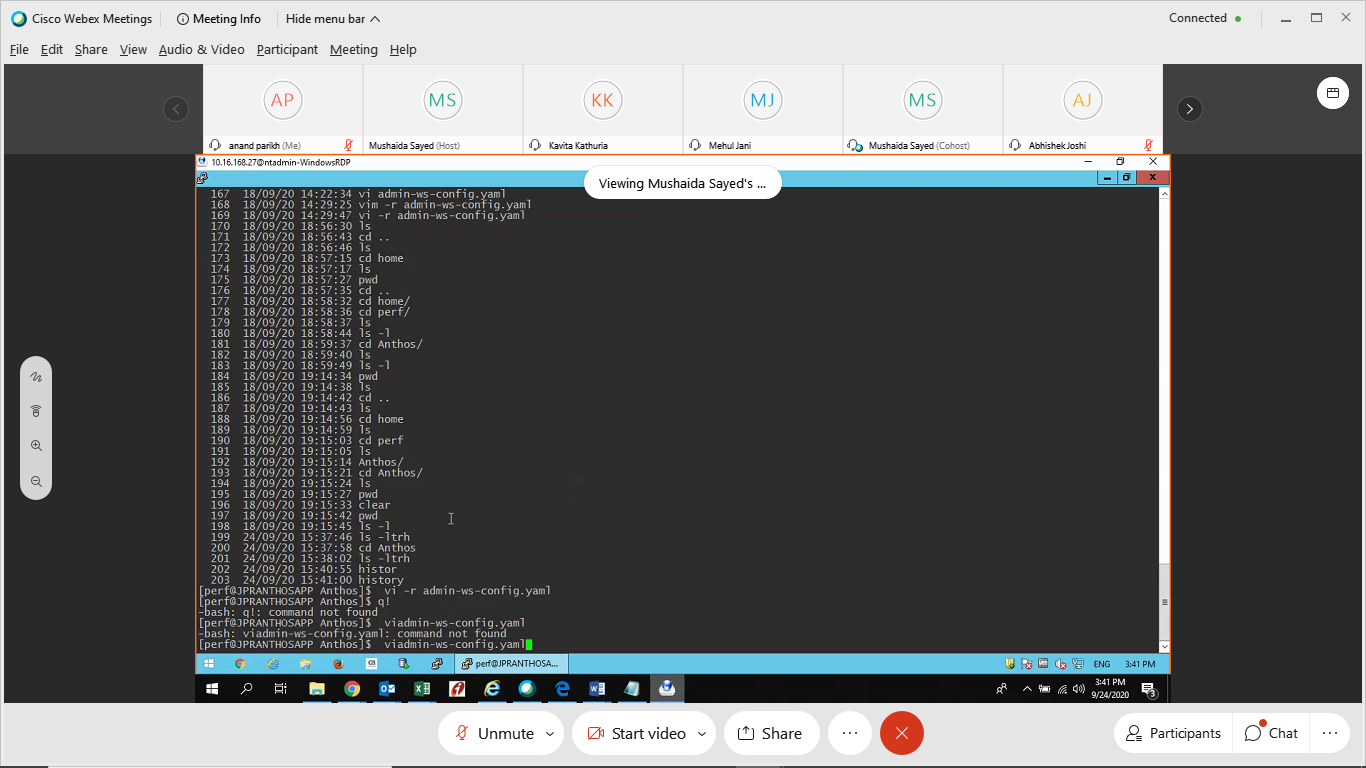 Cisco Webex Meetings
Meeting Info
Hide menu bar
Connected
File Edit Share View Audio & Video Participant Meeting Help
AP MS KK MJ MS AJ
anand parikh (Me) Mushaida Sayed (Host) Kavita Kathuria Mehul Jani Mushaida Sayed (Cohost) Abhishek Joshi
10.16.168.27@ntadmin-WindowsRDP
Viewing Mushaida Sayed's ...
167 18/09/20 14:22:34 vi admin-ws-config.yaml
168 18/09/20 14:29:25 vim -r admin-ws-config.yaml
169 18/09/20 14:29:47 vi -r admin-ws-config.yaml
170 18/09/20 18:56:30 ls
171 18/09/20 18:56:43 cd ..
172 18/09/20 18:56:46 ls
173 18/09/20 18:57:15 cd home
174 18/09/20 18:57:17 ls
175 18/09/20 18:57:27 pwd
176 18/09/20 18:57:35 cd ..
177 18/09/20 18:58:32 cd home/
178 18/09/20 18:58:36 cd perf/
179 18/09/20 18:58:37 ls
180 18/09/20 18:58:44 ls -l
181 18/09/20 18:59:37 cd Anthos/
182 18/09/20 18:59:40 ls
183 18/09/20 18:59:49 ls -l
184 18/09/20 19:14:34 pwd
185 18/09/20 19:14:38 ls
186 18/09/20 19:14:42 cd ..
187 18/09/20 19:14:43 ls
188 18/09/20 19:14:56 cd home
189 18/09/20 19:14:59 ls
190 18/09/20 19:15:03 cd perf
191 18/09/20 19:15:05 ls
192 18/09/20 19:15:14 Anthos/
193 18/09/20 19:15:21 cd Anthos/
194 18/09/20 19:15:24 ls
195 18/09/20 19:15:27 pwd
196 18/09/20 19:15:33 clear
197 18/09/20 19:15:42 pwd
198 18/09/20 19:15:45 ls -l
199 24/09/20 15:37:46 ls -ltrh
200 24/09/20 15:37:58 cd Anthos
201 24/09/20 15:38:02 ls -ltrh
202 24/09/20 15:40:55 histor
203 24/09/20 15:41:00 history
[perf@JPRANTHOSAPP Anthos]$ vi -r admin-ws-config.yaml
[perf@JPRANTHOSAPP Anthos]$ q!
-bash: q!: command not found
[perf@JPRANTHOSAPP Anthos]$ viadmin-ws-config.yaml
-bash: viadmin-ws-config.yaml: command not found
[perf@JPRANTHOSAPP Anthos]$ viadmin-ws-config.yaml
perf@JPRANTHOSA... ENG 3:41 PM
3:41 PM
9/24/2020
3
Unmute Start video Share Participants Chat